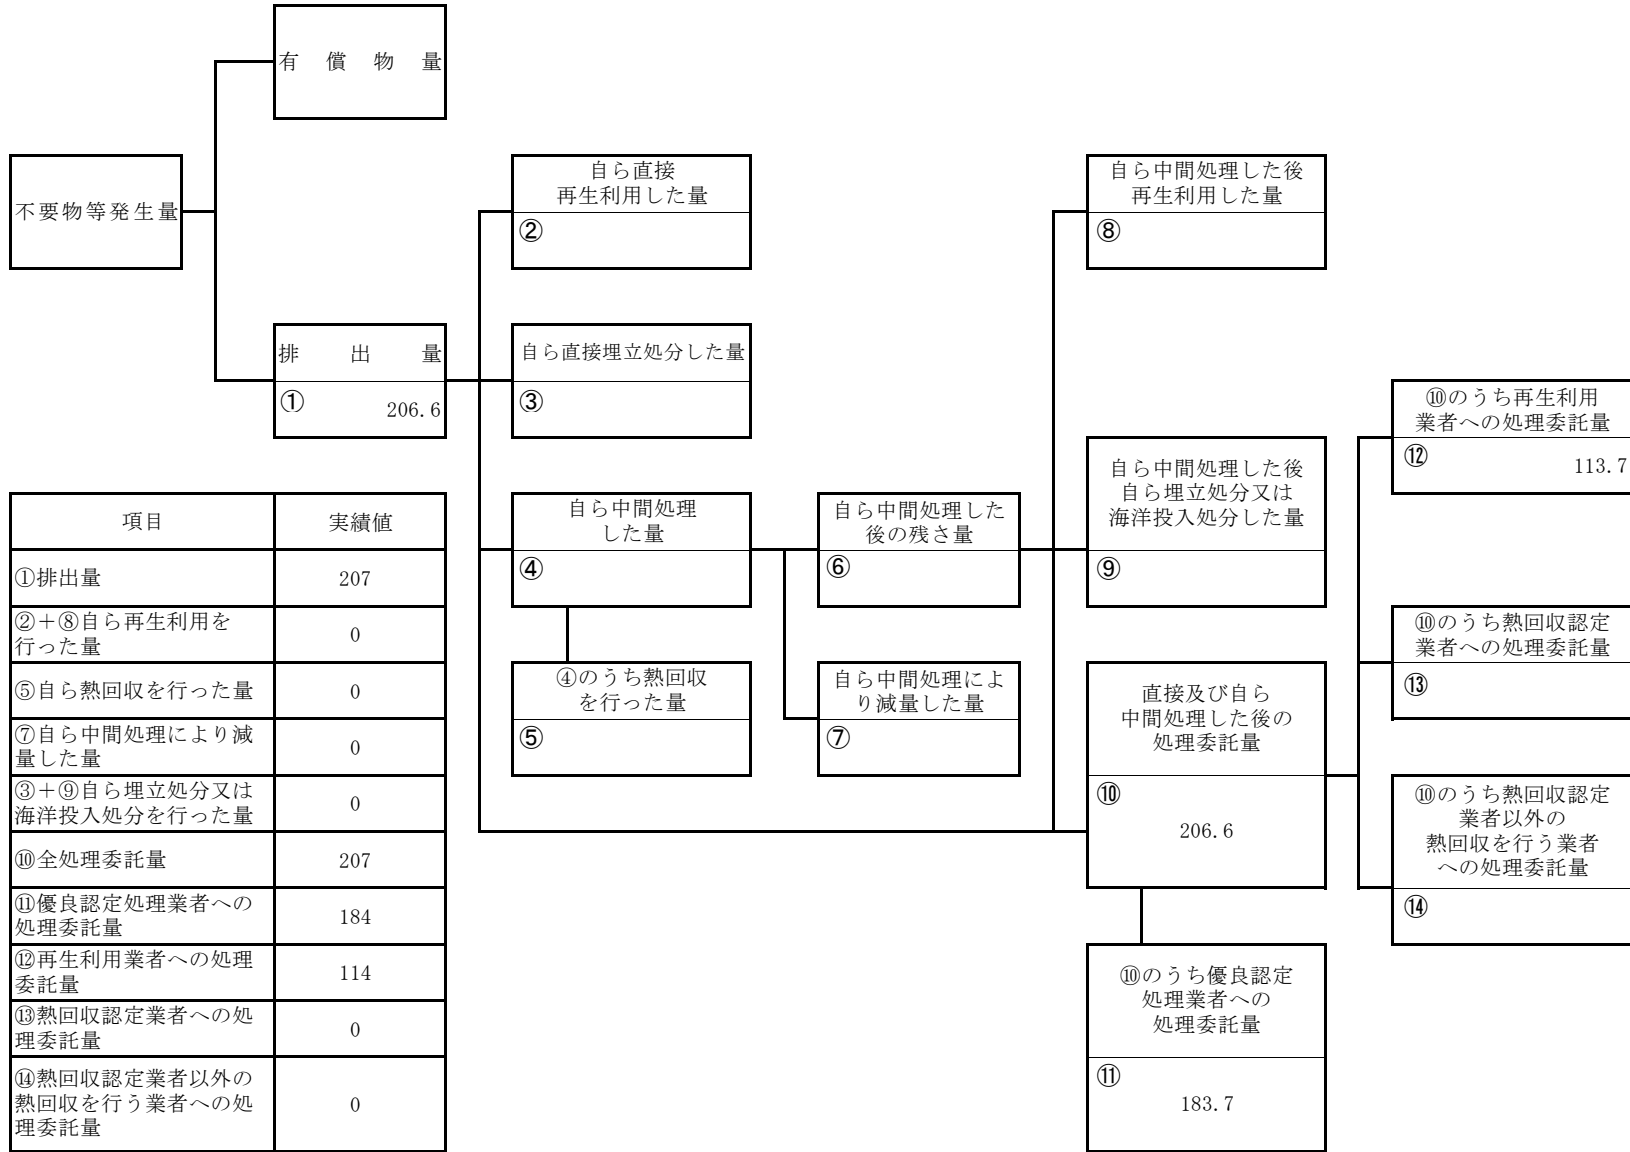 有償物量
不要物等発生量
排出量
① 206.6
自ら直接
再生利用した量
②
自ら直接埋立処分した量
③
自ら中間処理
した量
④
④のうち熱回収
を行った量
⑤
自ら中間処理した
後の残さ量
⑥
自ら中間処理によ
り減量した量
⑦
自ら中間処理した後
再生利用した量
⑧
自ら中間処理した後
自ら埋立処分又は
海洋投入処分した量
⑨
直接及び自ら
中間処理した後の
処理委託量
⑩
206.6
⑩のうち優良認定
処理業者への
処理委託量
⑪
183.7
⑩のうち再生利用
業者への処理委託量
⑫ 113.7
⑩のうち熱回収認定
業者への処理委託量
⑬
⑩のうち熱回収認定
業者以外の
熱回収を行う業者
への処理委託量
⑭
項目 実績値
①排出量 207
②+⑧自ら再生利用を
行った量 0
⑤自ら熱回収を行った量 0
⑦自ら中間処理により減
量した量 0
③+⑨自ら埋立処分又は
海洋投入処分を行った量 0
⑩全処理委託量 207
⑪優良認定処理業者への
処理委託量 184
⑫再生利用業者への処理
委託量 114
⑬熱回収認定業者への処
理委託量 0
⑭熱回収認定業者以外の
熱回収を行う業者への処
理委託量 0